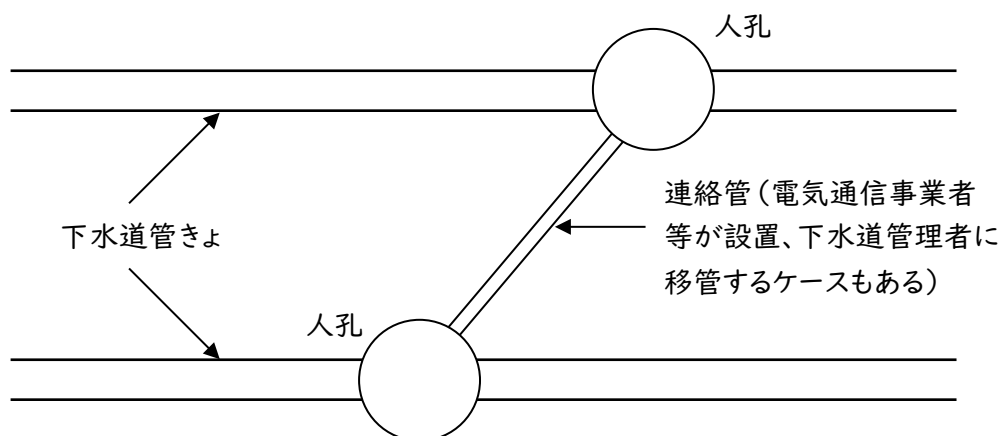 人孔
連絡管(電気通信事業者
等が設置、下水道管理者に
移管するケースもある)
下水道管きょ
人孔